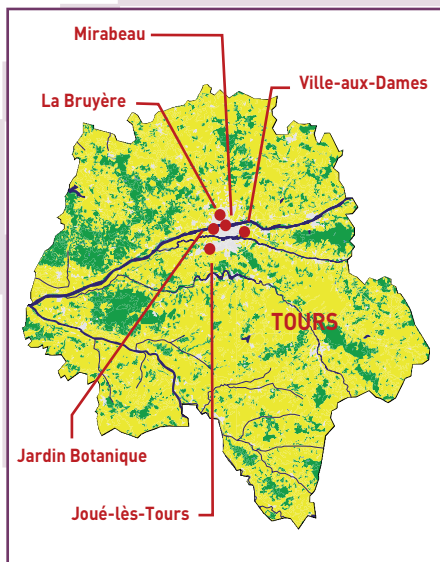 Mirabeau
Ville-aux-Dames
La Bruyère
TOURS
Jardin Botanique
Joué-lès-Tours